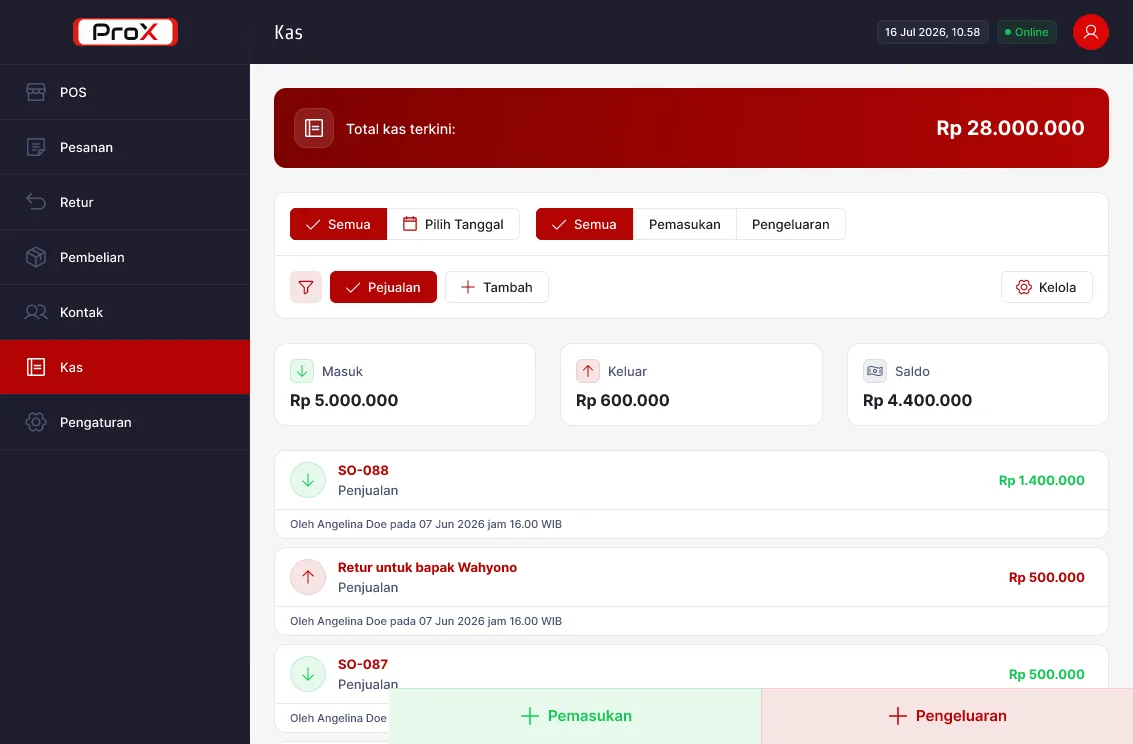 ProX
Kas
16 Jul 2026, 10.58
Online
POS
Pesanan
Retur
Pembelian
Kontak
Kas
Pengaturan
Total kas terkini:
Rp 28.000.000
Semua
Pilih Tanggal
Semua
Pemasukan
Pengeluaran
Pejualan
Tambah
Kelola
Masuk
Rp 5.000.000
Keluar
Rp 600.000
Saldo
Rp 4.400.000
SO-088
Penjualan
Rp 1.400.000
Oleh Angelina Doe pada 07 Jun 2026 jam 16.00 WIB
Retur untuk bapak Wahyono
Penjualan
Rp 500.000
Oleh Angelina Doe pada 07 Jun 2026 jam 16.00 WIB
SO-087
Penjualan
Rp 500.000
Oleh Angelina Doe
Pemasukan
Pengeluaran